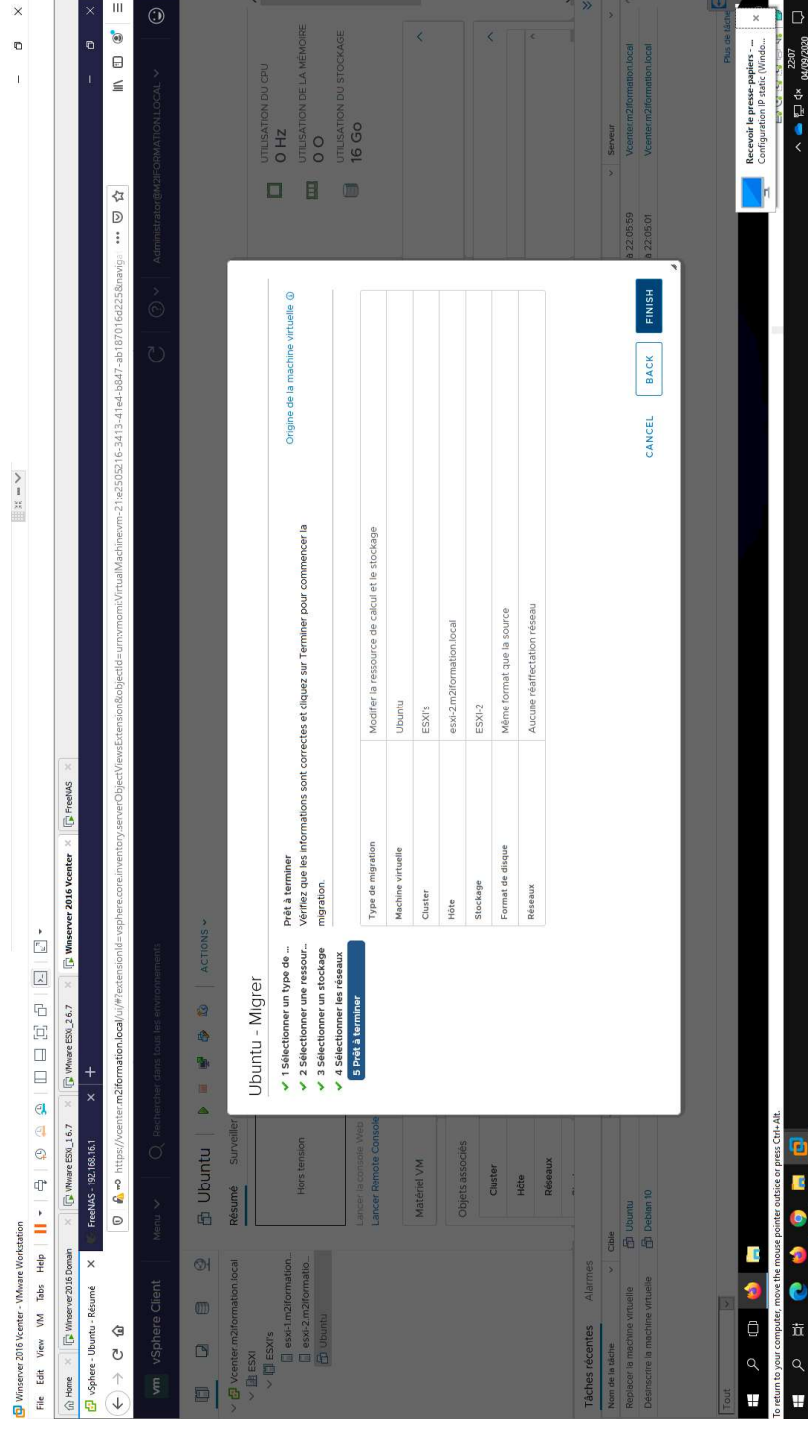 Winserver 2016 Vcenter - VMware Workstation
File Edit View VM Tabs Help
Home
Winserver 2016 Domain
VMware ESXi_1 6.7
VMware ESXi_2 6.7
Winserver 2016 Vcenter
FreeNAS
vSphere - Ubuntu - Résumé
FreeNAS - 192.168.16.1
https://vcenter.m2iformation.local/ui/#?extensionId=vsphere.core.inventory.serverObjectViewsExtension&objectId=urn:vmomi:VirtualMachine:vm-21:e2505216-3413-41e4-b847-ab187016d225&naviga
vm vSphere Client
Menu
Rechercher dans tous les environnements
Administrator@M2IFORMATION.LOCAL
Vcenter.m2iformation.local
ESXI
ESXI's
esxi-1.m2iformation...
esxi-2.m2iformatio...
Ubuntu
Ubuntu
ACTIONS
Résumé
Surveiller
Hors tension
Lancer la console Web
Lancer Remote Console
UTILISATION DU CPU
0 Hz
UTILISATION DE LA MÉMOIRE
0 O
UTILISATION DU STOCKAGE
16 Go
Matériel VM
Objets associés
Cluster
Hôte
Réseaux
Ubuntu - Migrer
1 Sélectionner un type de ...
2 Sélectionner une ressour...
3 Sélectionner un stockage
4 Sélectionner les réseaux
5 Prêt à terminer
Prêt à terminer
Vérifiez que les informations sont correctes et cliquez sur Terminer pour commencer la
migration.
Origine de la machine virtuelle
Type de migration Modifer la ressource de calcul et le stockage
Machine virtuelle Ubuntu
Cluster ESXI's
Hôte esxi-2.m2iformation.local
Stockage ESXI-2
Format de disque Même format que la source
Réseaux Aucune réaffectation réseau
CANCEL
BACK
FINISH
Tâches récentes
Alarmes
Nom de la tâche
Cible
Serveur
Replacer la machine virtuelle
Ubuntu
à 22:05:59
Vcenter.m2iformation.local
Désinscrire la machine virtuelle
Debian 10
à 22:05:01
Vcenter.m2iformation.local
Tout
Plus de tâche
Recevoir le presse-papiers - ...
Configuration IP static (Windo...
To return to your computer, move the mouse pointer outside or press Ctrl+Alt.
22:07
04/09/2020